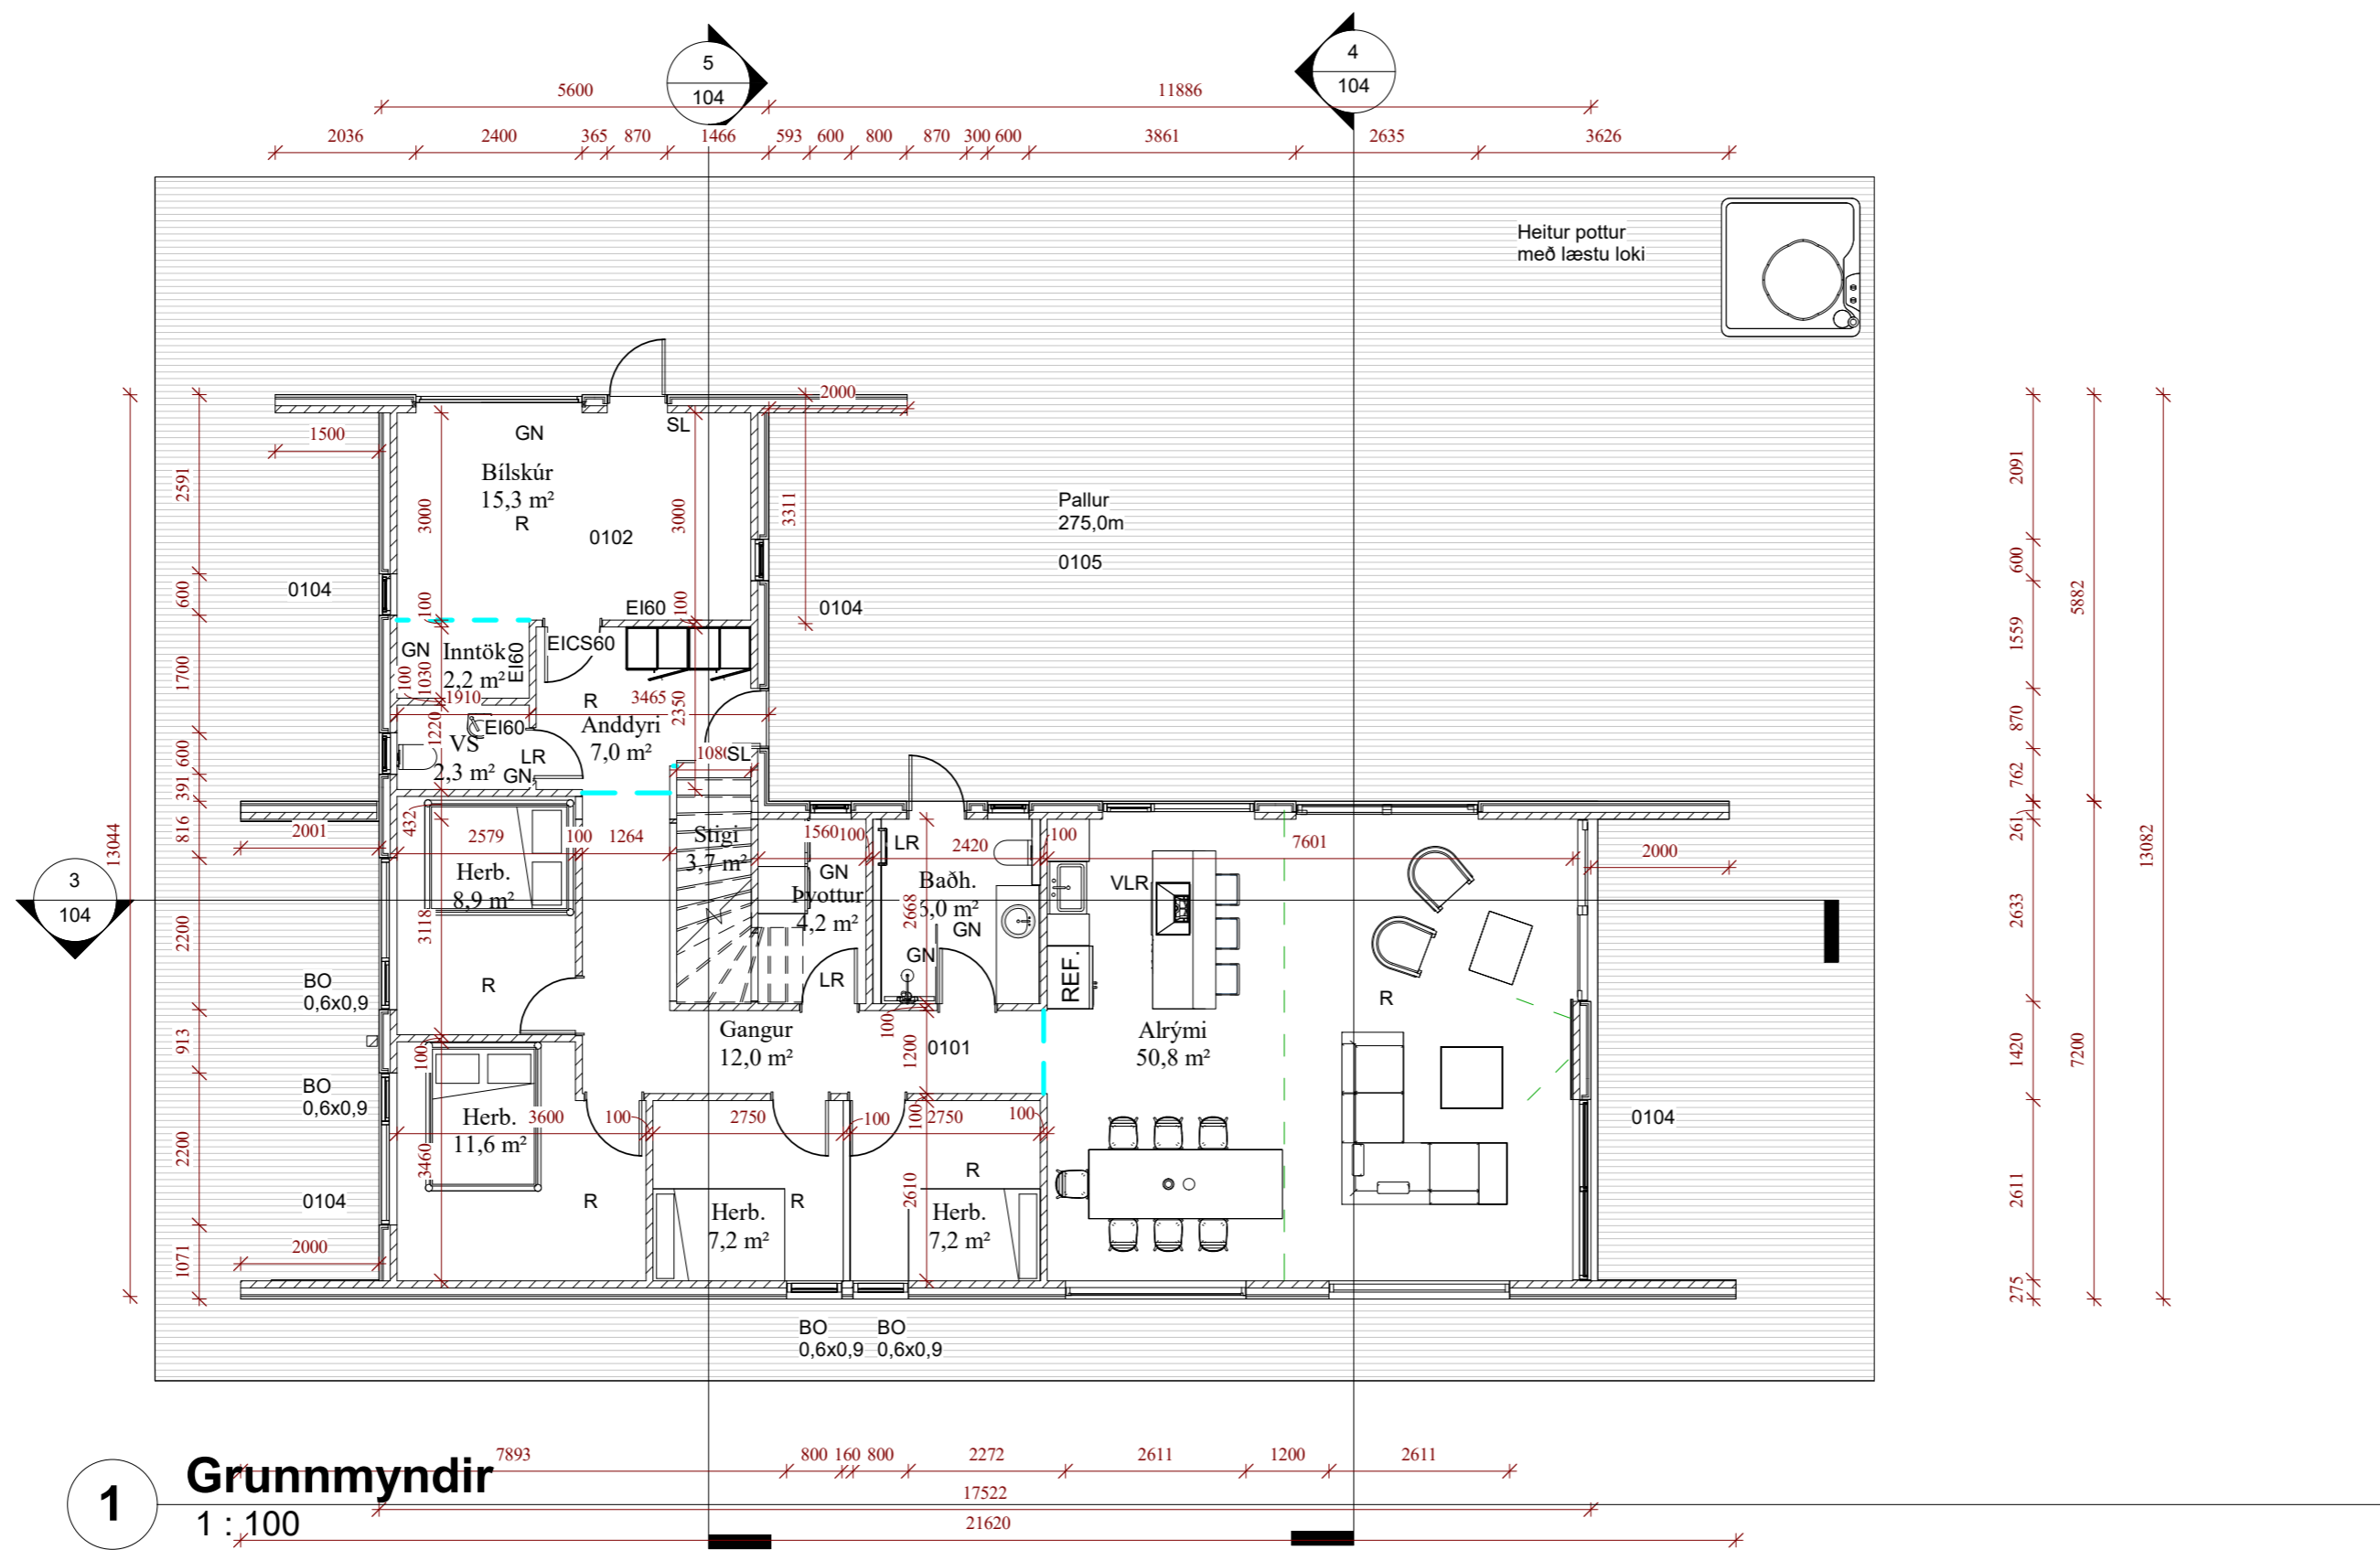 5
104
4
104
5600
11886
2036
2400
365
870
1466
593
600
800
870
300
600
3861
2635
3626
Heitur pottur
með læstu loki
2000
1500
GN
SL
Bílskúr
15,3 m²
R
0102
3000
3000
3311
Pallur
275,0m
0105
0104
0104
100
100
EI60
EICS60
GN
Inntök
2,2 m²
EI60
100
1030
1910
R
3465
2350
Anddyri
7,0 m²
1220
EI60
VS
2,3 m²
LR
GN
1080
SL
2591
600
1700
600
391
816
2200
913
2200
1071
13044
2091
600
1559
870
762
261
2633
1420
2611
275
5882
7200
13082
2001
432
2579
100
1264
Stigi
3,7 m²
1560
100
LR
2420
100
7601
2000
Herb.
8,9 m²
GN
Þvottur
4,2 m²
Baðh.
5,0 m²
GN
2668
GN
VLR
3
104
3118
R
LR
REF.
R
BO
0,6x0,9
Gangur
12,0 m²
100
1200
0101
Alrými
50,8 m²
BO
0,6x0,9
100
Herb.
11,6 m²
3600
100
2750
100
100
2750
100
0104
3460
R
R
R
2610
0104
Herb.
7,2 m²
Herb.
7,2 m²
2000
BO
0,6x0,9
BO
0,6x0,9
7893
800
160
800
2272
2611
1200
2611
1
Grunnmyndir
1 : 100
17522
21620